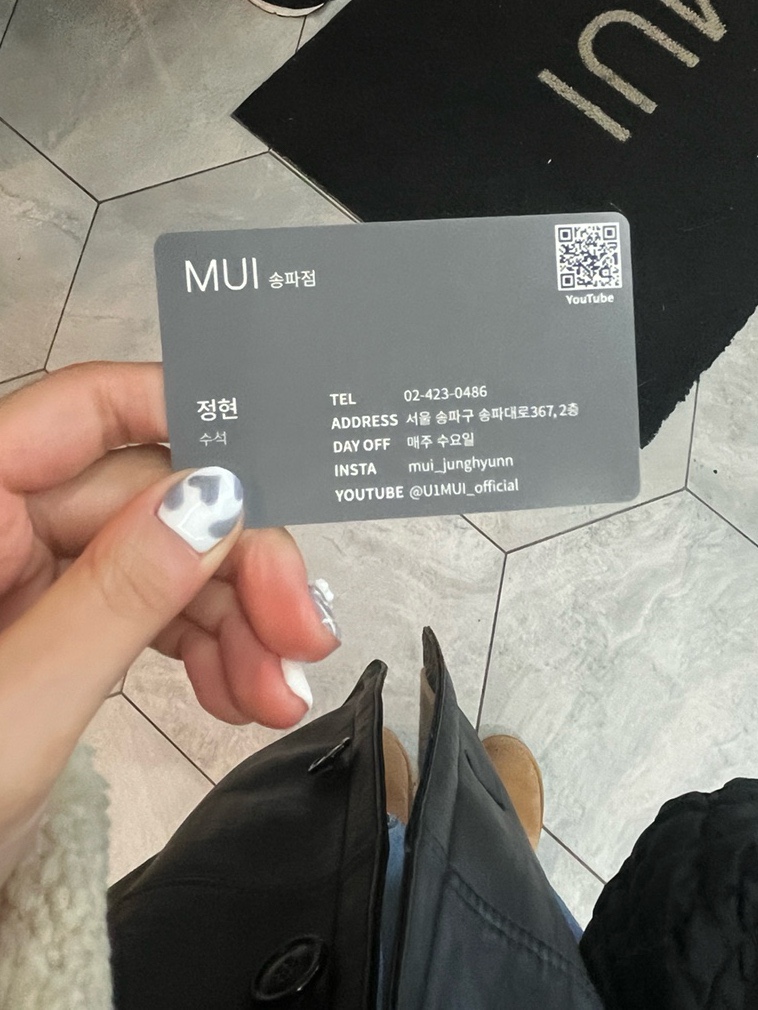 MUI
MUI 송파점
YouTube
정현
수석
TEL 02-423-0486
ADDRESS 서울 송파구 송파대로367, 2층
DAY OFF 매주 수요일
INSTA mui_junghyunn
YOUTUBE @U1MUI_official